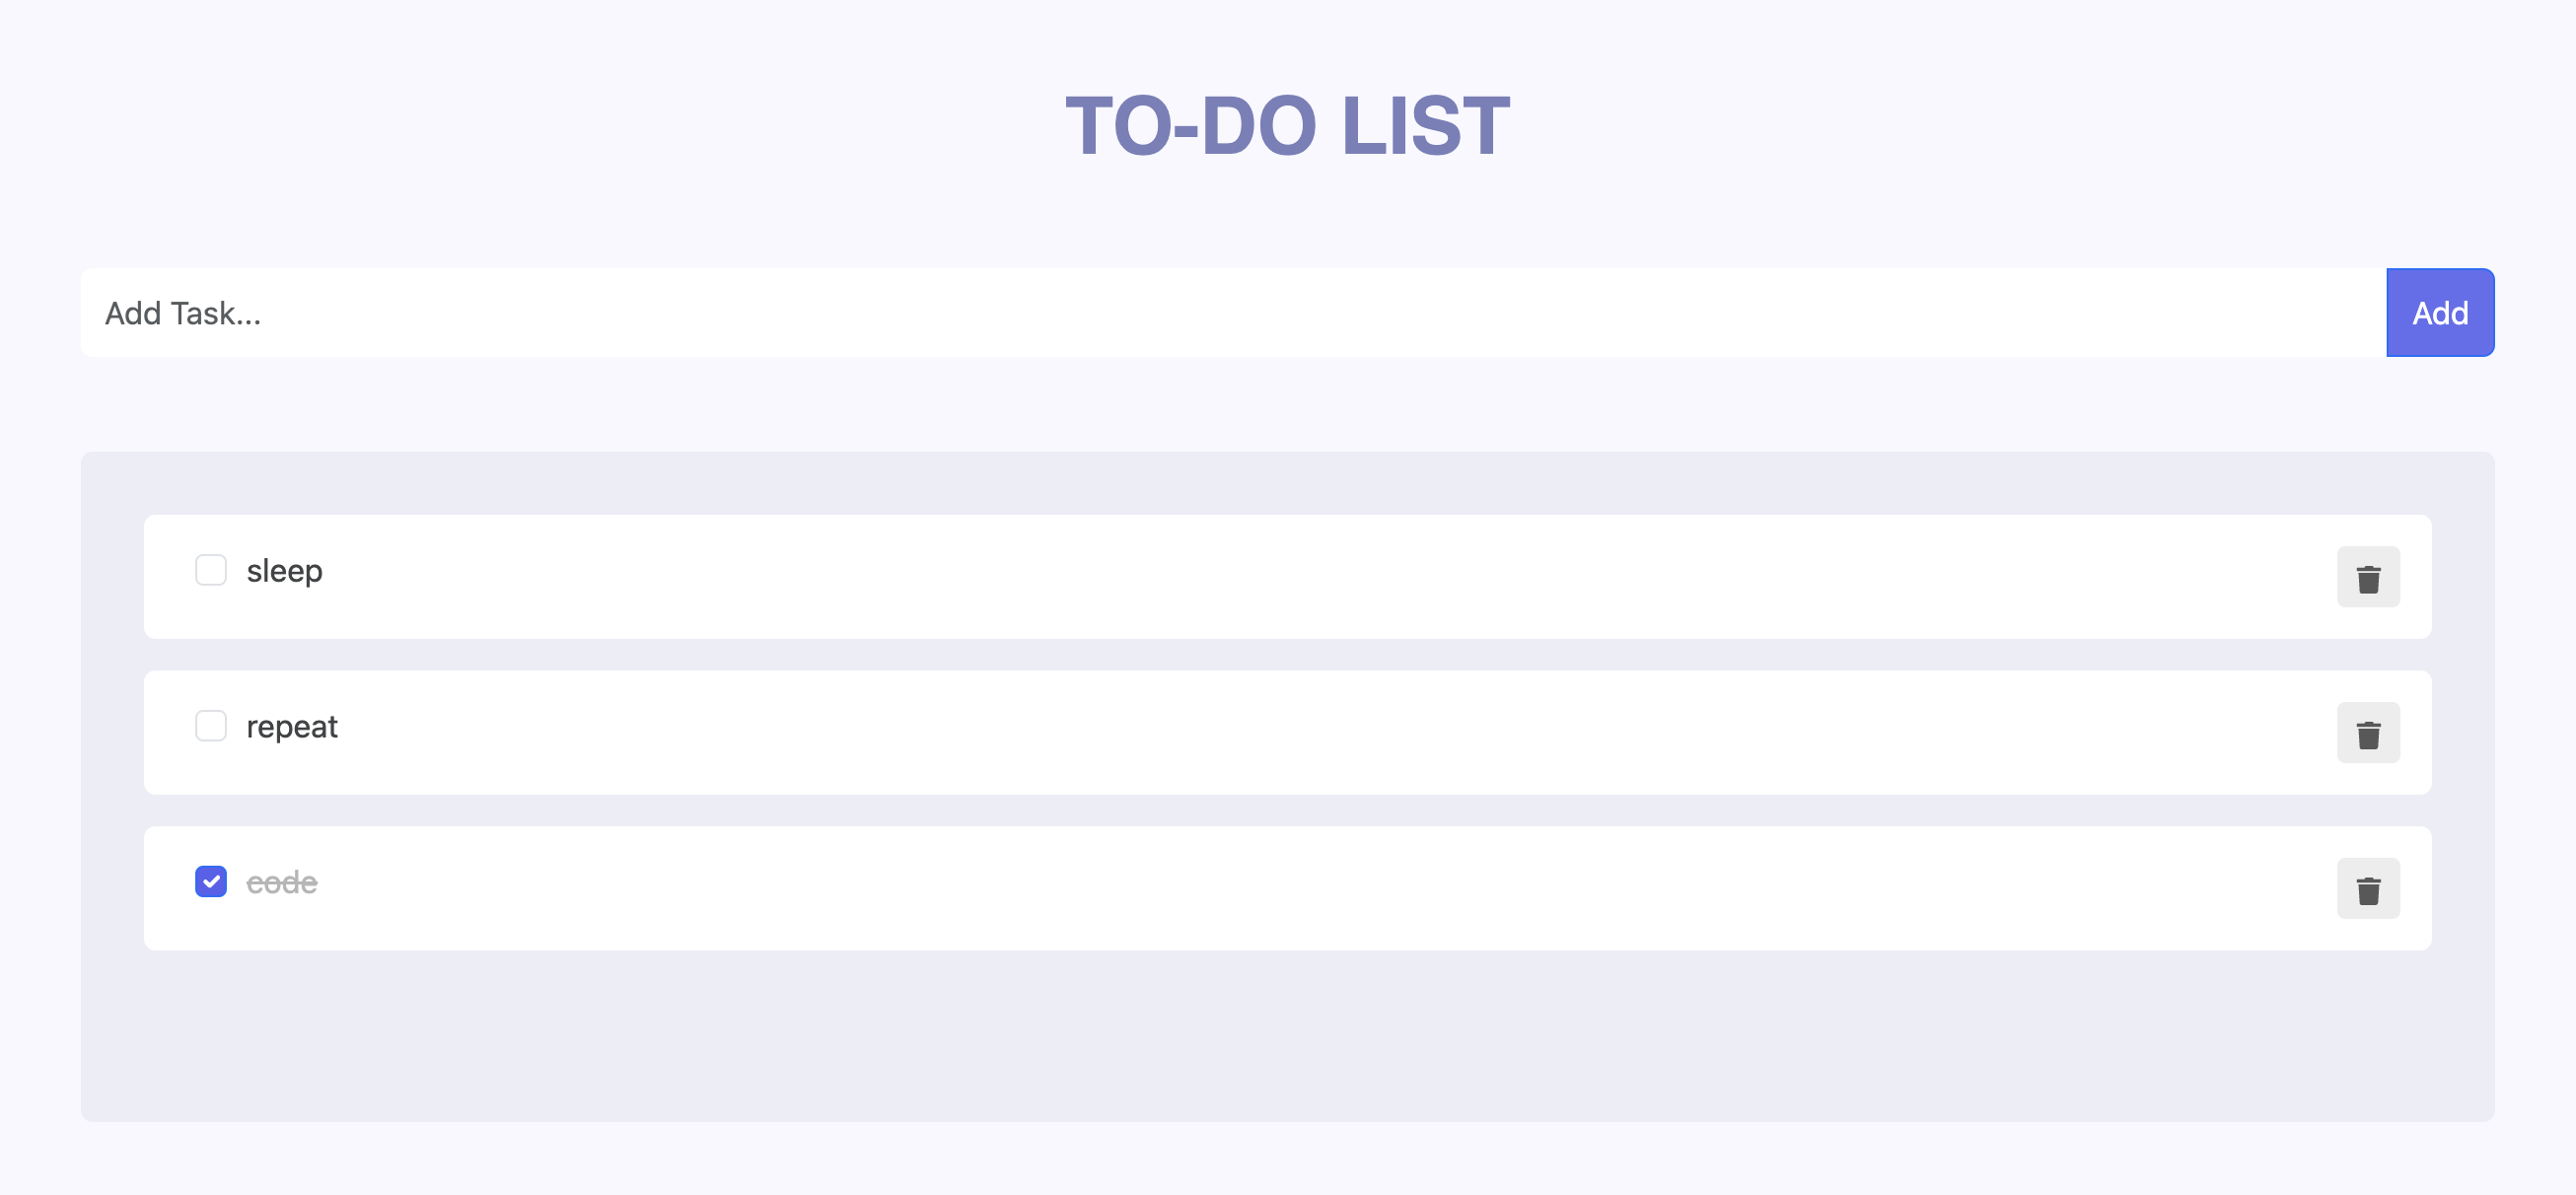 TO-DO LIST
Add Task...
Add
sleep
repeat
code